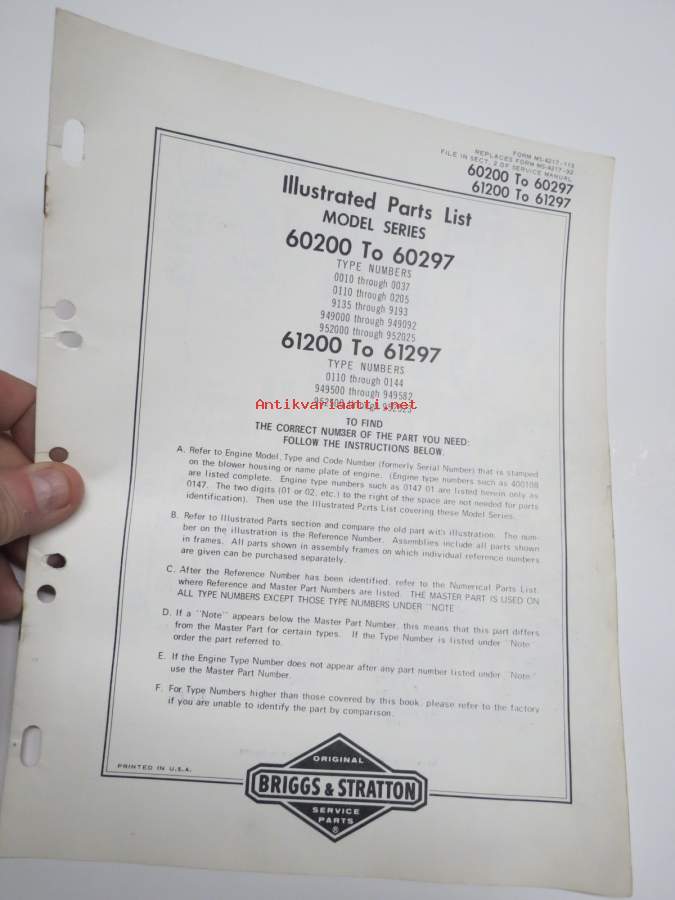 FORM MS-4217-113
REPLACES FORM MS-4217-32
FILE IN SECT. 2 OF SERVICE MANUAL
60200 To 60297
61200 To 61297
Illustrated Parts List
MODEL SERIES
60200 To 60297
TYPE NUMBERS
0010 through 0037
0110 through 0205
9135 through 9193
949000 through 949092
952000 through 952025
61200 To 61297
TYPE NUMBERS
0110 through 0144
949500 through 949582
through
Antikvariaatti.net
TO FIND
THE CORRECT NUMBER OF THE PART YOU NEED:
FOLLOW THE INSTRUCTIONS BELOW.
A. Refer to Engine Model, Type and Code Number (formerly Serial Number) that is stamped
on the blower housing or name plate of engine. (Engine type numbers such as 400108
are listed complete. Engine type numbers such as 0147 01 are listed herein only as
0147. The two digits (01 or 02, etc.) to the right of the space are not needed for parts
identification). Then use the Illustrated Parts List covering these Model Series.
B. Refer to Illustrated Parts section and compare the old part with illustration. The num-
ber on the illustration is the Reference Number. Assemblies include all parts shown
in frames. All parts shown in assembly frames on which individual reference numbers
are given can be purchased separately.
C. After the Reference Number has been identified, refer to the Numerical Parts List,
where Reference and Master Part Numbers are listed. THE MASTER PART IS USED ON
ALL TYPE NUMBERS EXCEPT THOSE TYPE NUMBERS UNDER "NOTE
D. If a "Note" appears below the Master Part Number, this means that this part differs
from the Master Part for certain types. If the Type Number is listed under "Note"
order the part referred to.
E. If the Engine Type Number does not appear after any part number listed under "Note"
use the Master Part Number.
F. For Type Numbers higher than those covered by this book, please refer to the factory
if you are unable to identify the part by comparison.
PRINTED IN U.S.A.
ORIGINAL
BRIGGS & STRATTON
SERVICE
PARTS
®